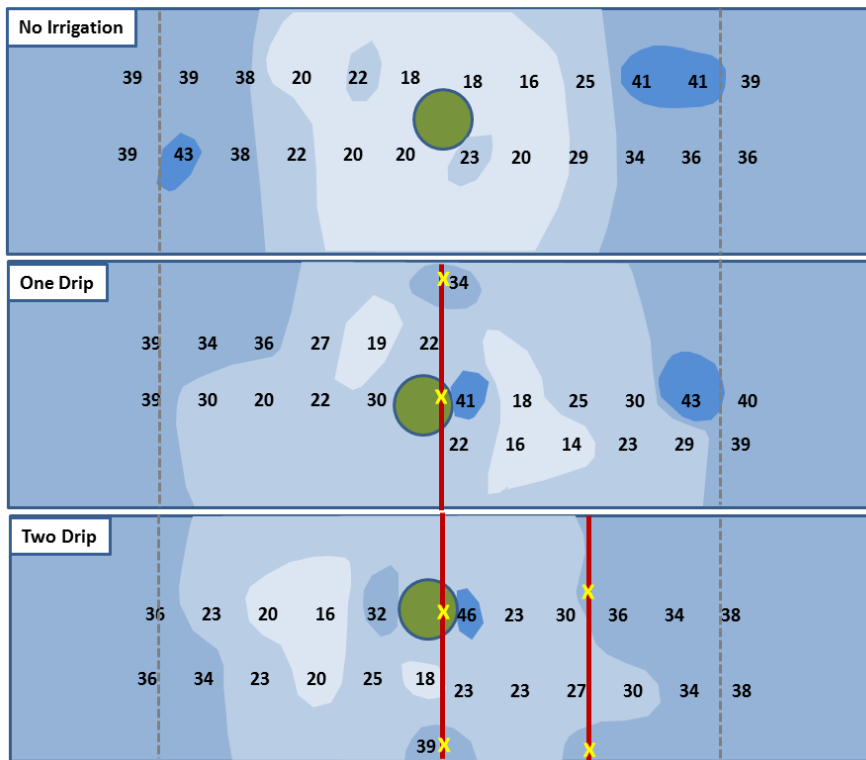 No Irrigation
39 39 38 20 22 18 18 16 25 41 41 39
39 43 38 22 20 20 23 20 29 34 36 36
One Drip
X 34
39 34 36 27 19 22
39 30 20 22 30 X 41 18 25 30 43 40
22 16 14 23 29 39
Two Drip
X
36 23 20 16 32 X 46 23 30 36 34 38
36 34 23 20 25 18 23 23 27 30 34 38
39 X X